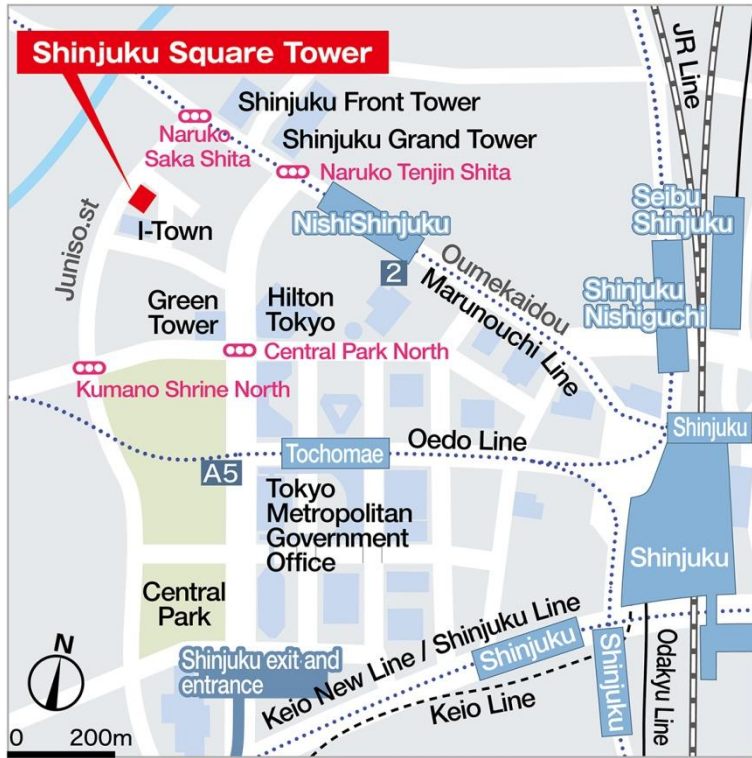 Shinjuku Square Tower
JR Line
Shinjuku Front Tower
Naruko
Saka Shita
Shinjuku Grand Tower
Naruko Tenjin Shita
Seibu
Shinjuku
NishiShinjuku
I-Town
Juniso.st
2
Oumekaidou
Marunouchi Line
Shinjuku
Nishiguchi
Green
Tower
Hilton
Tokyo
Central Park North
Kumano Shrine North
Shinjuku
Oedo Line
Tochomae
A5
Tokyo
Metropolitan
Government
Office
Shinjuku
Central
Park
N
Shinjuku exit and
entrance
Keio New Line / Shinjuku Line
Shinjuku
Shinjuku
Keio Line
Odakyu Line
0 200m